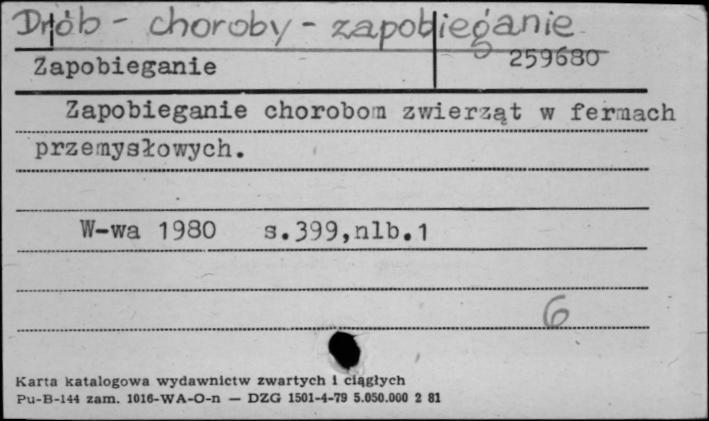 Drób - choroby - zapobieganie
Zapobieganie 259680
Zapobieganie chorobom zwierząt w fermach
przemysłowych.
W-wa 1980 s.399,nlb.1
6
Karta katalogowa wydawnictw zwartych i ciągłych
Pu-B-144 zam. 1016-WA-O-n — DZG 1501-4-79 5.050.000 2 81